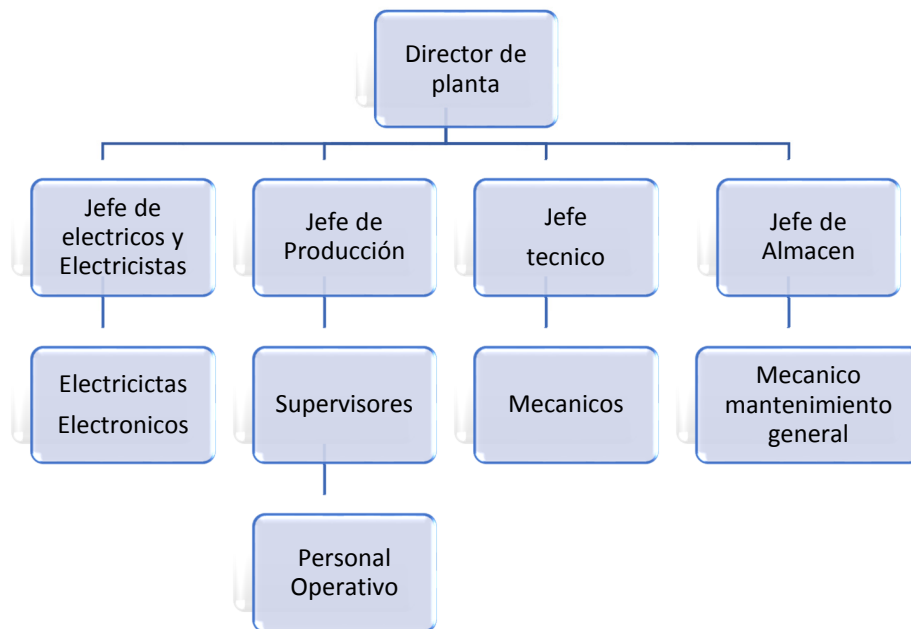 Director de
planta
Jefe de
electricos y
Electricistas
Jefe de
Producción
Jefe
tecnico
Jefe de
Almacen
Electricictas
Electronicos
Supervisores
Mecanicos
Mecanico
mantenimiento
general
Personal
Operativo